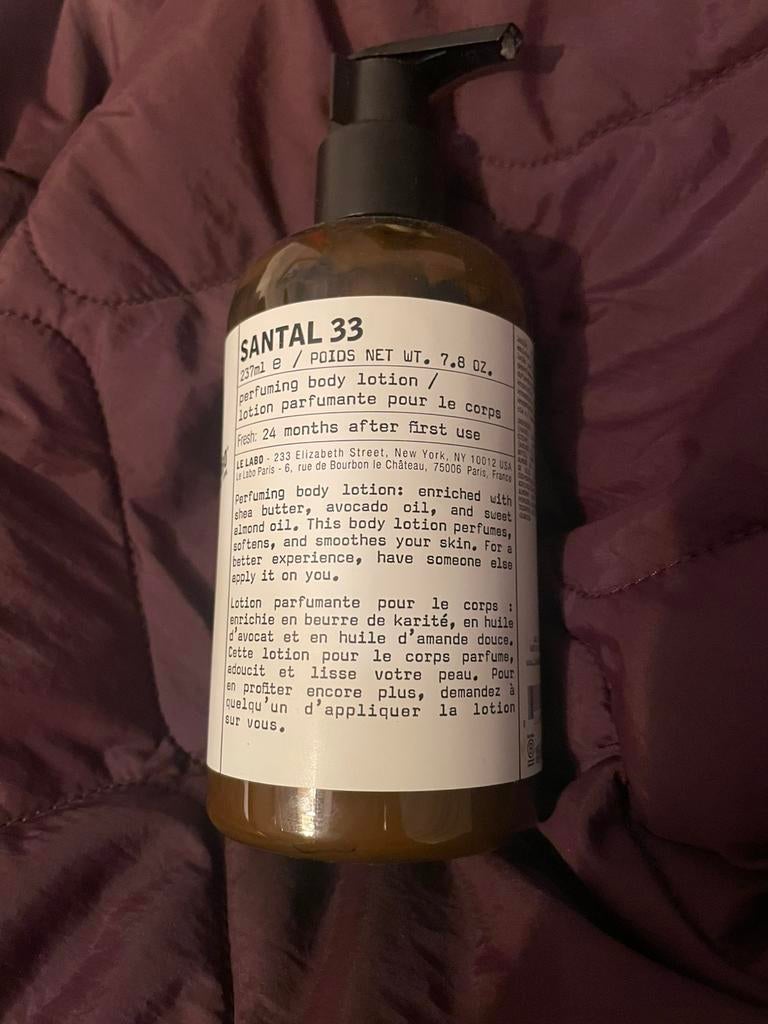 SANTAL 33
237ml e / POIDS NET WT. 7.8 OZ.
perfuming body lotion /
lotion parfumante pour le corps
Fresh: 24 months after first use
LE LABO - 233 Elizabeth Street, New York, NY 10012 USA
Le Labo Paris - 6, rue de Bourbon le Château, 75006 Paris, France
Perfuming body lotion: enriched with
shea butter, avocado oil, and sweet
almond oil. This body lotion perfumes,
softens, and smoothes your skin. For a
better experience, have someone else
apply it on you.
Lotion parfumante pour le corps :
enrichie en beurre de karité, en huile
d'avocat et en huile d'amande douce.
Cette lotion pour le corps parfume,
adoucit et lisse votre peau. Pour
en profiter encore plus, demandez à
quelqu'un d'appliquer la lotion
sur vous.